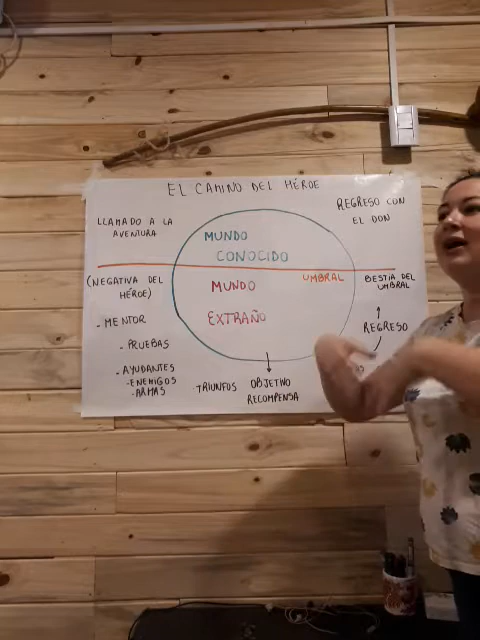 EL CAMINO DEL HÉROE
LLAMADO A LA
AVENTURA
REGRESO CON
EL DON
MUNDO
CONOCIDO
(NEGATIVA DEL
HÉROE)
MUNDO
EXTRAÑO
UMBRAL
BESTIA DEL
UMBRAL
- MENTOR
- PRUEBAS
- AYUDANTES
- ENEMIGOS
- ARMAS
REGRESO
- TRIUNFOS
OBJETIVO
RECOMPENSA